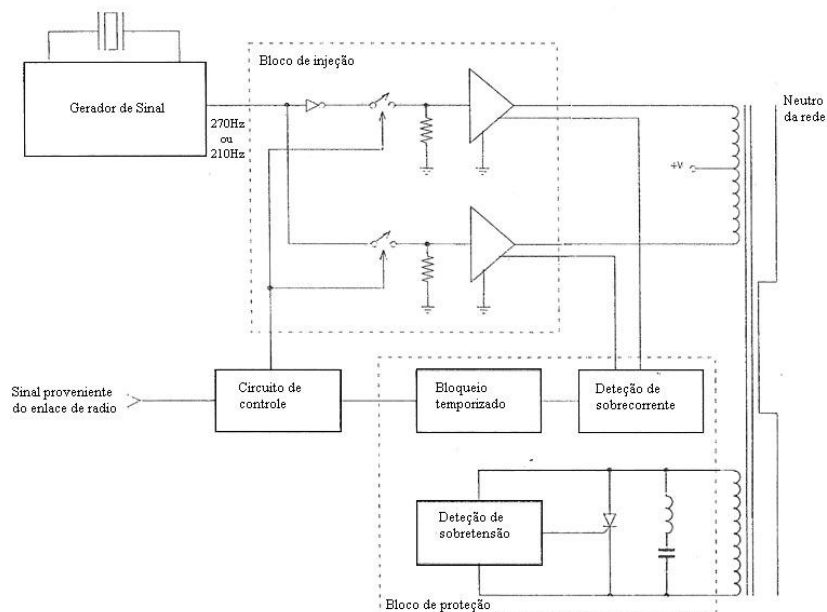 Bloco de injeção
Gerador de Sinal
270Hz
ou
210Hz
Neutro
da rede
+V
Sinal proveniente
do enlace de radio
Circuito de
controle
Bloqueio
temporizado
Deteção de
sobrecorrente
Deteção de
sobretensão
Bloco de proteção